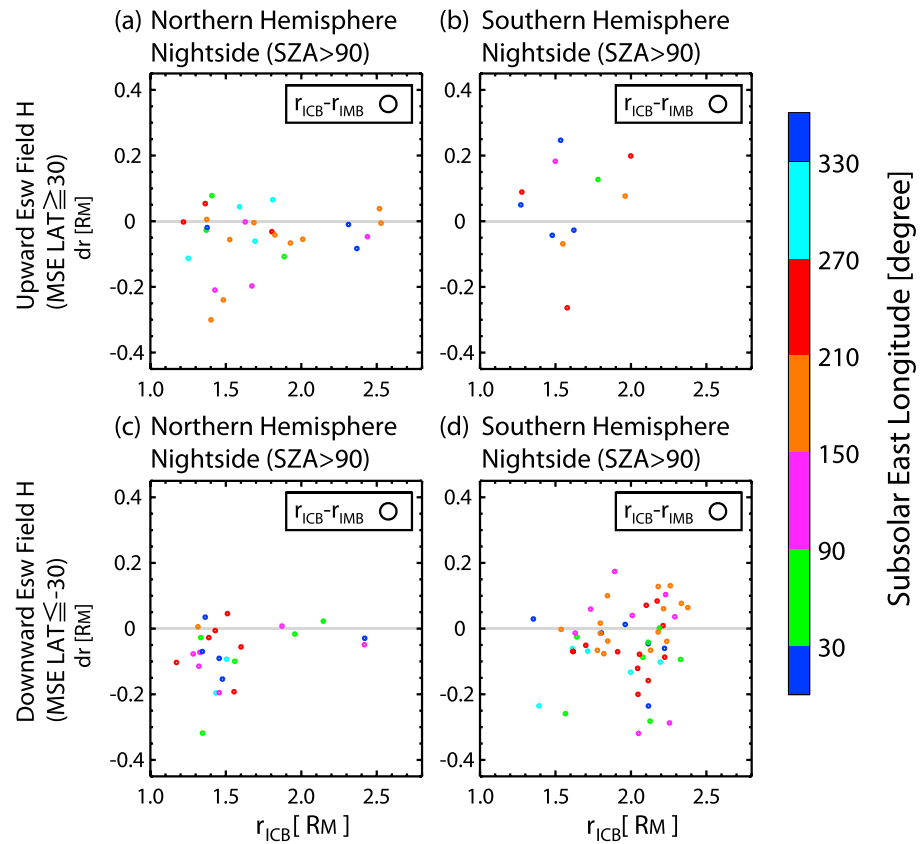 (a) Northern Hemisphere
Nightside (SZA>90)
(b) Southern Hemisphere
Nightside (SZA>90)
Upward Esw Field H
(MSE LAT≧30)
dr [RM]
0.4
0.2
0
-0.2
-0.4
rICB-rIMB
1.0 1.5 2.0 2.5
0.4
0.2
0
-0.2
-0.4
rICB-rIMB
1.0 1.5 2.0 2.5
(c) Northern Hemisphere
Nightside (SZA>90)
(d) Southern Hemisphere
Nightside (SZA>90)
Downward Esw Field H
(MSE LAT≦-30)
dr [RM]
0.4
0.2
0
-0.2
-0.4
rICB-rIMB
1.0 1.5 2.0 2.5
rICB[ RM ]
0.4
0.2
0
-0.2
-0.4
rICB-rIMB
1.0 1.5 2.0 2.5
rICB[ RM ]
330
270
210
150
90
30
Subsolar East Longitude [degree]